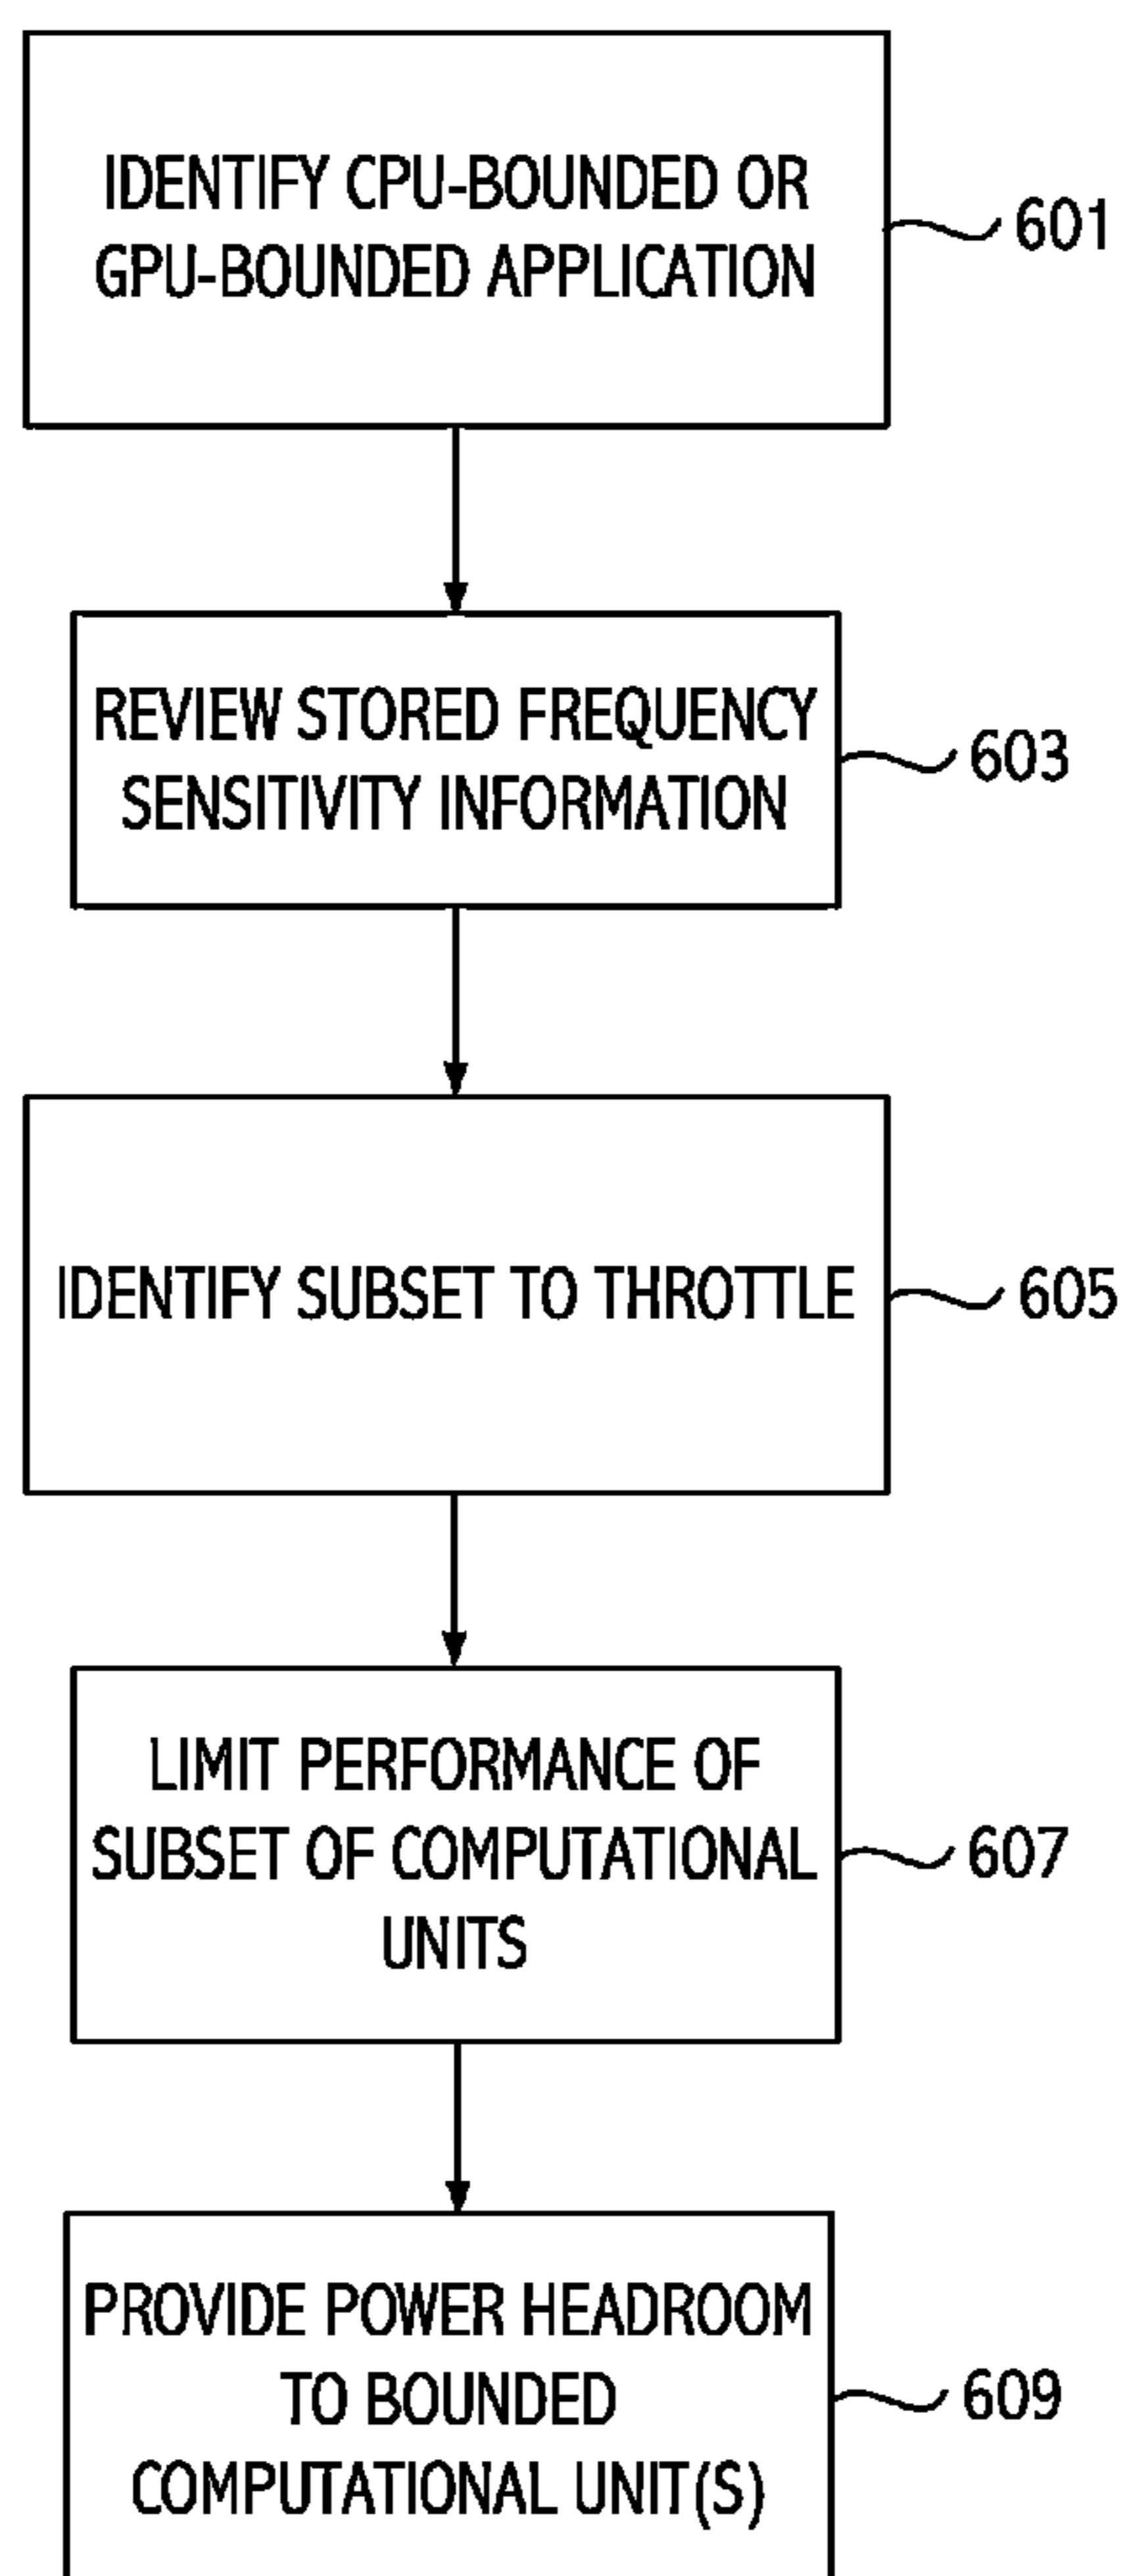 IDENTIFY CPU-BOUNDED OR
GPU-BOUNDED APPLICATION
601
REVIEW STORED FREQUENCY
SENSITIVITY INFORMATION
603
IDENTIFY SUBSET TO THROTTLE
605
LIMIT PERFORMANCE OF
SUBSET OF COMPUTATIONAL
UNITS
607
PROVIDE POWER HEADROOM
TO BOUNDED
COMPUTATIONAL UNIT(S)
609